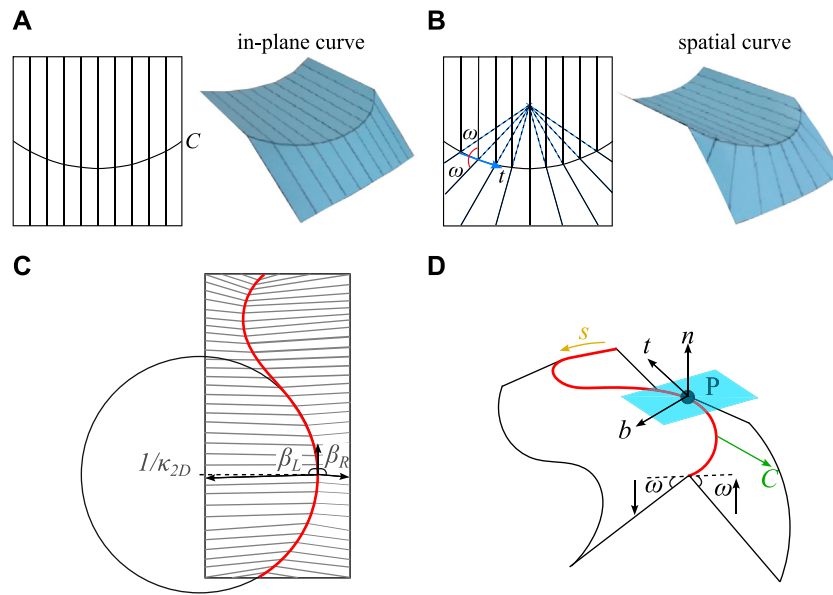 A
in-plane curve
C
B
spatial curve
ω
ω
t
C
1/κ2D
βL
βR
D
s
t
n
P
b
C
ω
ω